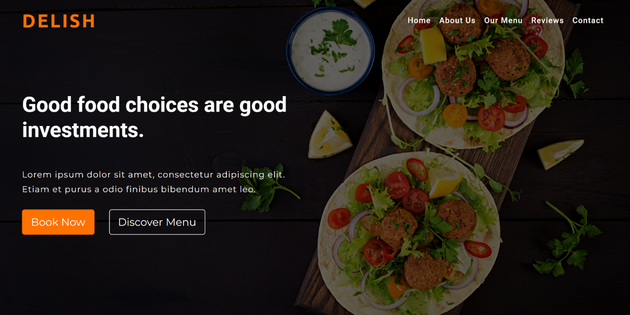 DELISH
Home About Us Our Menu Reviews Contact
Good food choices are good
investments.
Lorem ipsum dolor sit amet, consectetur adipiscing elit.
Etiam et purus a odio finibus bibendum amet leo.
Book Now Discover Menu